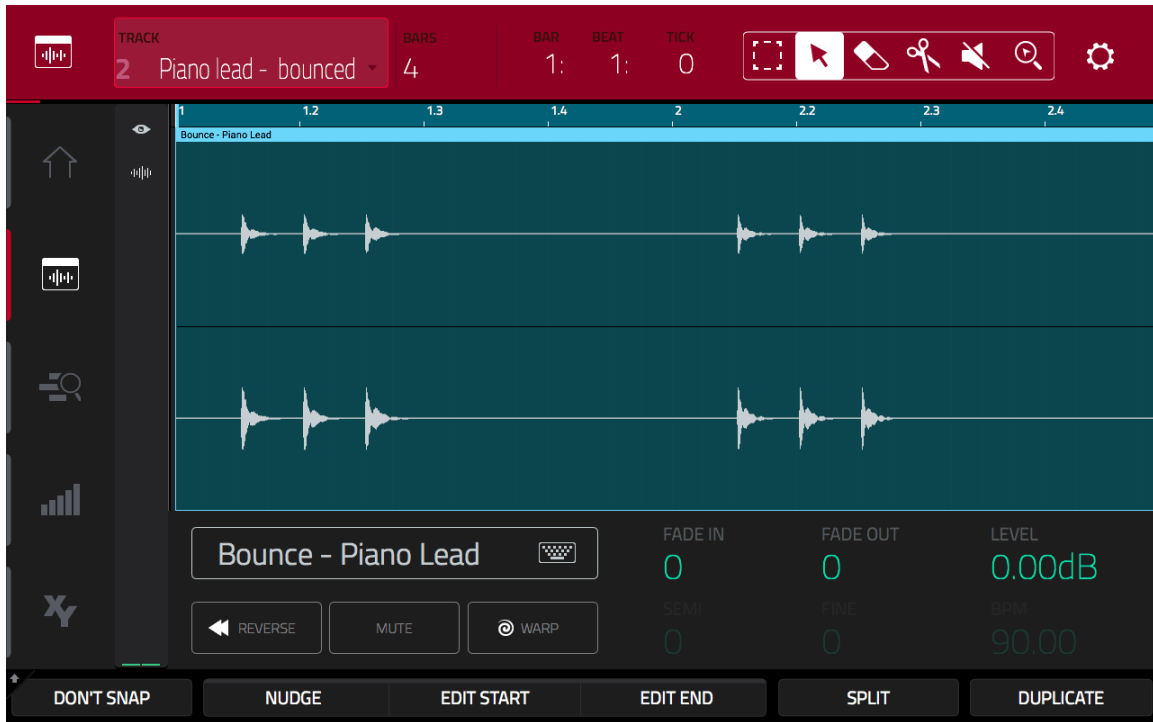 TRACK BARS BAR BEAT TICK
2 Piano lead - bounced 4 1: 1: 0
1 1.2 1.3 1.4 2 2.2 2.3 2.4
Bounce - Piano Lead
FADE IN FADE OUT LEVEL
Bounce - Piano Lead 0 0 0.00dB
SEMI FINE BPM
REVERSE MUTE WARP 0 0 90.00
XY
DON'T SNAP NUDGE EDIT START EDIT END SPLIT DUPLICATE